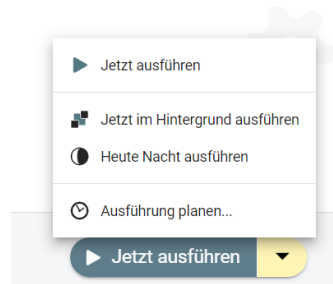 Jetzt ausführen
Jetzt im Hintergrund ausführen
Heute Nacht ausführen
Ausführung planen...
Jetzt ausführen